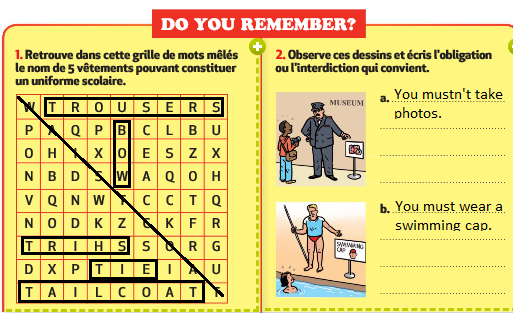 DO YOU REMEMBER?
1. Retrouve dans cette grille de mots mêlés
le nom de 5 vêtements pouvant constituer
un uniforme scolaire.
W T R O U S E R S
P A Q P B C L B U
O H I X O E S Z X
N B D S W A Q O H
V Q N W T C C T Q
N O D K Z C K F R
T R I H S S O R G
D X P T I E I A U
T A I L C O A T T
2. Observe ces dessins et écris l'obligation
ou l'interdiction qui convient.
MUSEUM
a. You mustn't take
photos.
SWIMMING
CAP
b. You must wear a
swimming cap.